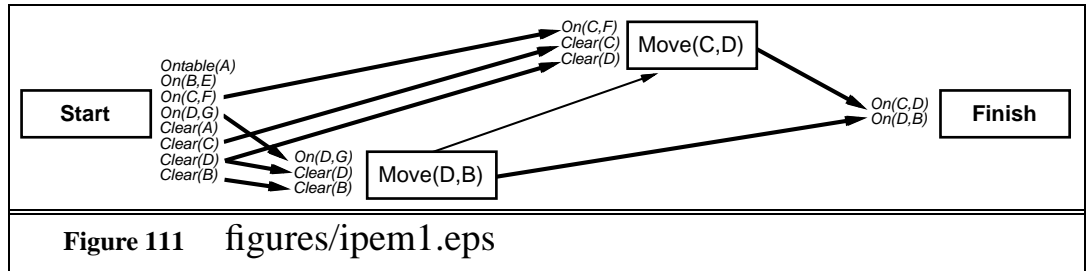 Start
Ontable(A)
On(B,E)
On(C,F)
On(D,G)
Clear(A)
Clear(C)
Clear(D)
Clear(B)
On(D,G)
Clear(D)
Clear(B)
Move(D,B)
On(C,F)
Clear(C)
Clear(D)
Move(C,D)
On(C,D)
On(D,B)
Finish
Figure 111 figures/ipem1.eps